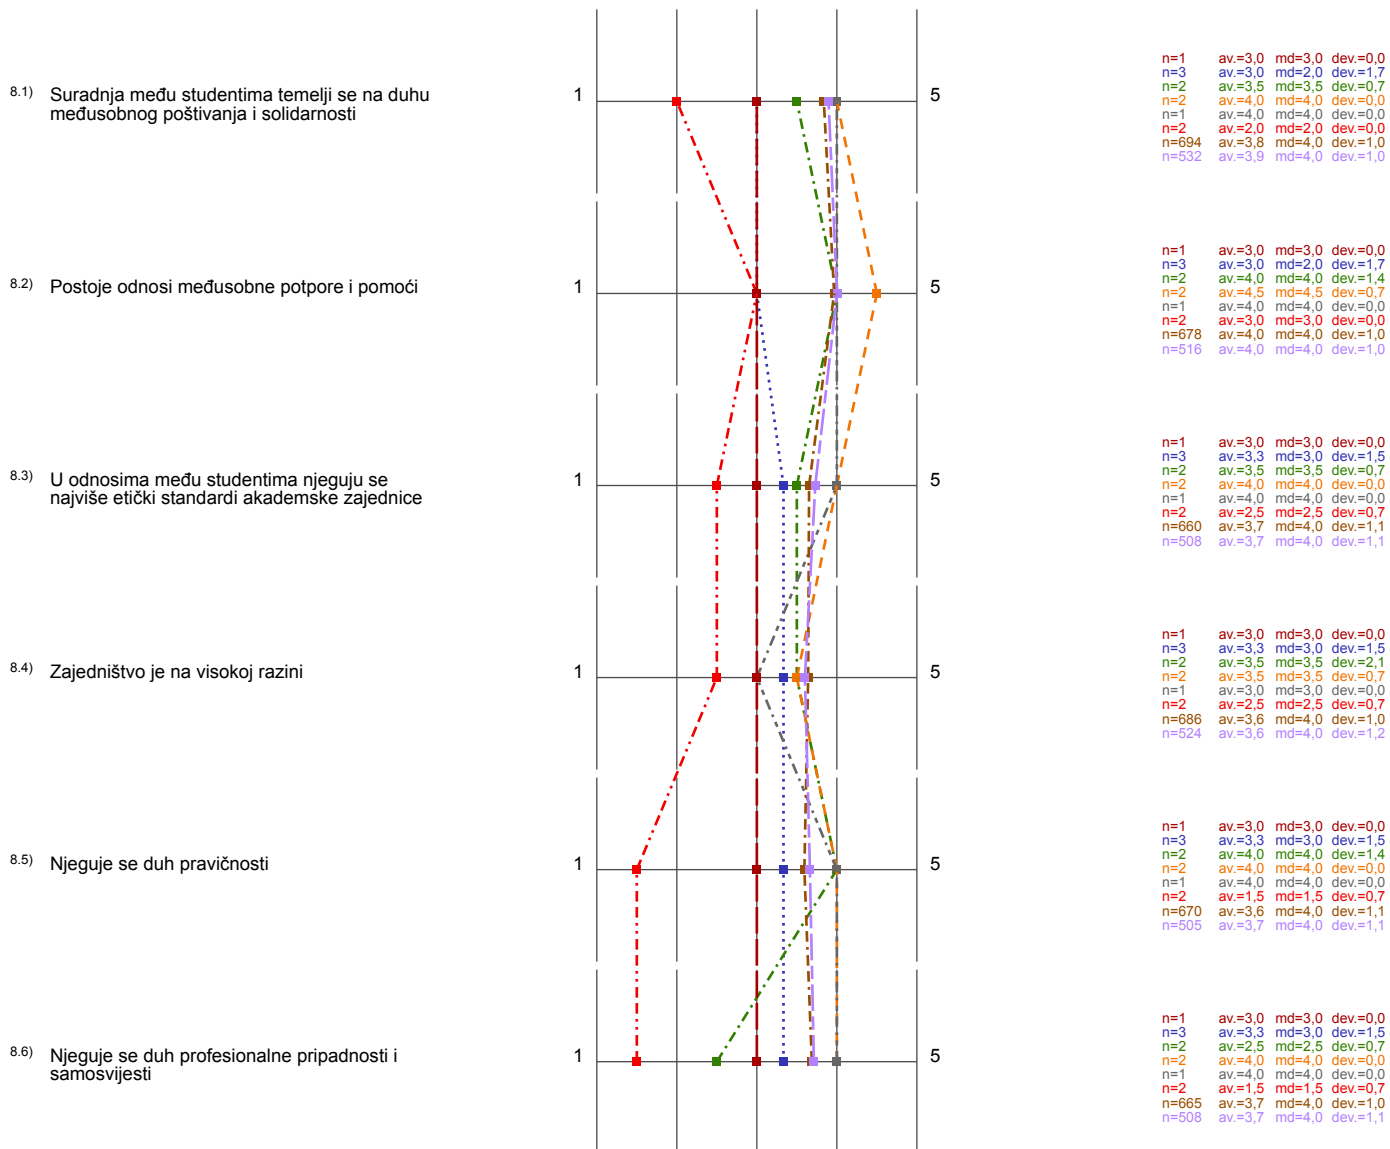 8.1) Suradnja među studentima temelji se na duhu
međusobnog poštivanja i solidarnosti
1 5
n=1 av.=3,0 md=3,0 dev.=0,0
n=3 av.=3,0 md=2,0 dev.=1,7
n=2 av.=3,5 md=3,5 dev.=0,7
n=2 av.=4,0 md=4,0 dev.=0,0
n=1 av.=4,0 md=4,0 dev.=0,0
n=2 av.=2,0 md=2,0 dev.=0,0
n=694 av.=3,8 md=4,0 dev.=1,0
n=532 av.=3,9 md=4,0 dev.=1,0
8.2) Postoje odnosi međusobne potpore i pomoći
1 5
n=1 av.=3,0 md=3,0 dev.=0,0
n=3 av.=3,0 md=2,0 dev.=1,7
n=2 av.=4,0 md=4,0 dev.=1,4
n=2 av.=4,5 md=4,5 dev.=0,7
n=1 av.=4,0 md=4,0 dev.=0,0
n=2 av.=3,0 md=3,0 dev.=0,0
n=678 av.=4,0 md=4,0 dev.=1,0
n=516 av.=4,0 md=4,0 dev.=1,0
8.3) U odnosima među studentima njeguju se
najviše etički standardi akademske zajednice
1 5
n=1 av.=3,0 md=3,0 dev.=0,0
n=3 av.=3,3 md=3,0 dev.=1,5
n=2 av.=3,5 md=3,5 dev.=0,7
n=2 av.=4,0 md=4,0 dev.=0,0
n=1 av.=4,0 md=4,0 dev.=0,0
n=2 av.=2,5 md=2,5 dev.=0,7
n=660 av.=3,7 md=4,0 dev.=1,1
n=508 av.=3,7 md=4,0 dev.=1,1
8.4) Zajedništvo je na visokoj razini
1 5
n=1 av.=3,0 md=3,0 dev.=0,0
n=3 av.=3,3 md=3,0 dev.=1,5
n=2 av.=3,5 md=3,5 dev.=2,1
n=2 av.=3,5 md=3,5 dev.=0,7
n=1 av.=3,0 md=3,0 dev.=0,0
n=2 av.=2,5 md=2,5 dev.=0,7
n=686 av.=3,6 md=4,0 dev.=1,0
n=524 av.=3,6 md=4,0 dev.=1,2
8.5) Njeguje se duh pravičnosti
1 5
n=1 av.=3,0 md=3,0 dev.=0,0
n=3 av.=3,3 md=3,0 dev.=1,5
n=2 av.=4,0 md=4,0 dev.=1,4
n=2 av.=4,0 md=4,0 dev.=0,0
n=1 av.=4,0 md=4,0 dev.=0,0
n=2 av.=1,5 md=1,5 dev.=0,7
n=670 av.=3,6 md=4,0 dev.=1,1
n=505 av.=3,7 md=4,0 dev.=1,1
8.6) Njeguje se duh profesionalne pripadnosti i
samosvijesti
1 5
n=1 av.=3,0 md=3,0 dev.=0,0
n=3 av.=3,3 md=3,0 dev.=1,5
n=2 av.=2,5 md=2,5 dev.=0,7
n=2 av.=4,0 md=4,0 dev.=0,0
n=1 av.=4,0 md=4,0 dev.=0,0
n=2 av.=1,5 md=1,5 dev.=0,7
n=665 av.=3,7 md=4,0 dev.=1,0
n=508 av.=3,7 md=4,0 dev.=1,1